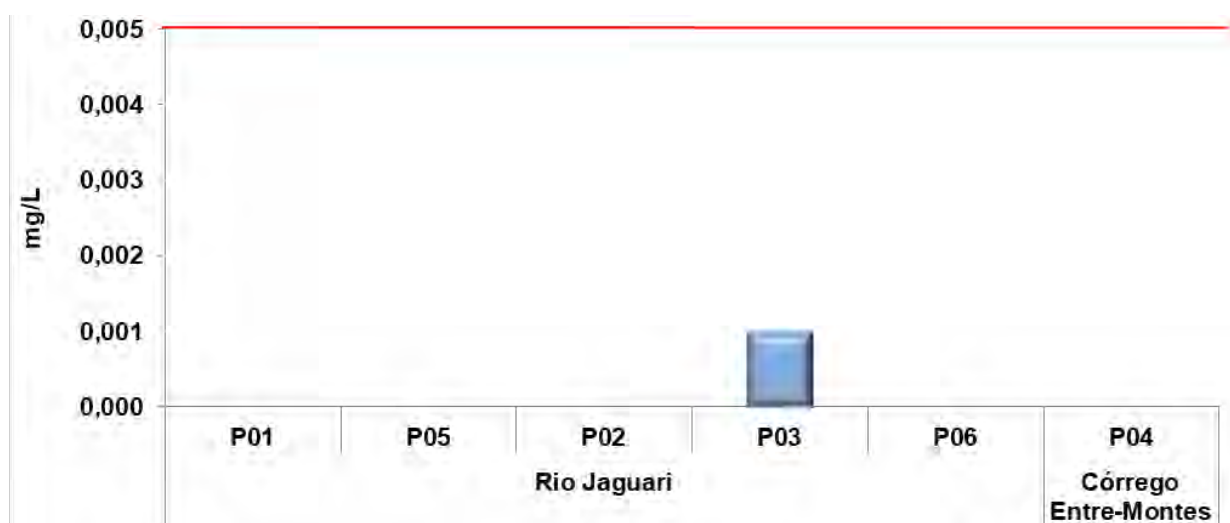 0,005
0,004
0,003
0,002
0,001
0,000
mg/L
P01 P05 P02 P03 P06 P04
Rio Jaguari Córrego
Entre-Montes